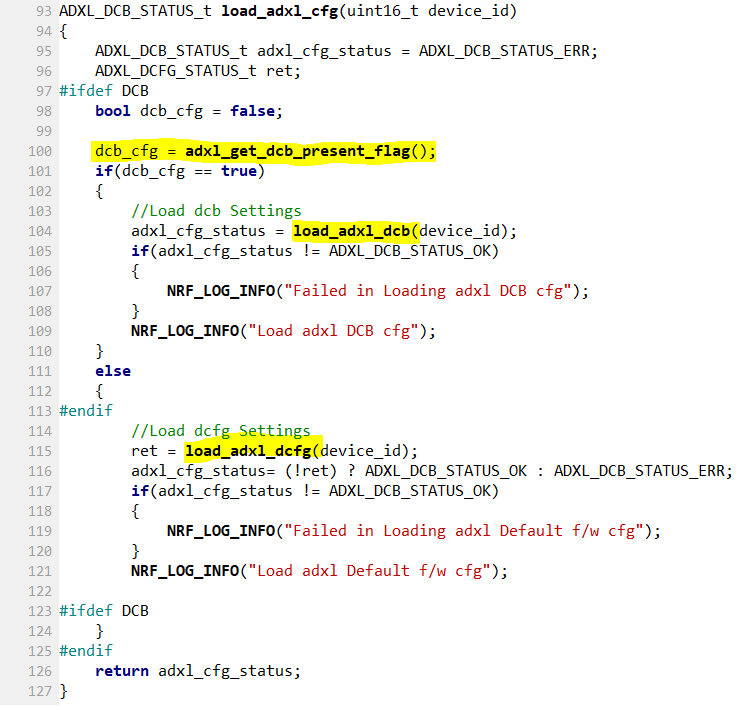 93 ADXL_DCB_STATUS_t load_adxl_cfg(uint16_t device_id)
94 {
95     ADXL_DCB_STATUS_t adxl_cfg_status = ADXL_DCB_STATUS_ERR;
96     ADXL_DCFG_STATUS_t ret;
97 #ifdef DCB
98     bool dcb_cfg = false;
99
100     dcb_cfg = adxl_get_dcb_present_flag();
101     if(dcb_cfg == true)
102     {
103         //Load dcb Settings
104         adxl_cfg_status = load_adxl_dcb(device_id);
105         if(adxl_cfg_status != ADXL_DCB_STATUS_OK)
106         {
107             NRF_LOG_INFO("Failed in Loading adxl DCB cfg");
108         }
109         NRF_LOG_INFO("Load adxl DCB cfg");
110     }
111     else
112     {
113 #endif
114         //Load dcfg Settings
115         ret = load_adxl_dcfg(device_id);
116         adxl_cfg_status= (!ret) ? ADXL_DCB_STATUS_OK : ADXL_DCB_STATUS_ERR;
117         if(adxl_cfg_status != ADXL_DCB_STATUS_OK)
118         {
119             NRF_LOG_INFO("Failed in Loading adxl Default f/w cfg");
120         }
121         NRF_LOG_INFO("Load adxl Default f/w cfg");
122
123 #ifdef DCB
124     }
125 #endif
126     return adxl_cfg_status;
127 }